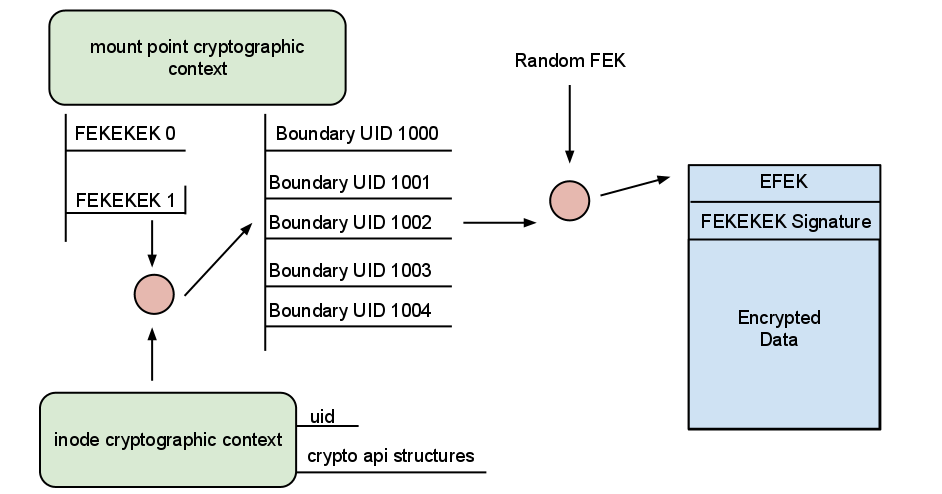 mount point cryptographic
context
Random FEK
FEKEKEK 0
Boundary UID 1000
FEKEKEK 1
Boundary UID 1001
Boundary UID 1002
Boundary UID 1003
Boundary UID 1004
EFEK
FEKEKEK Signature
Encrypted
Data
inode cryptographic context
uid
crypto api structures